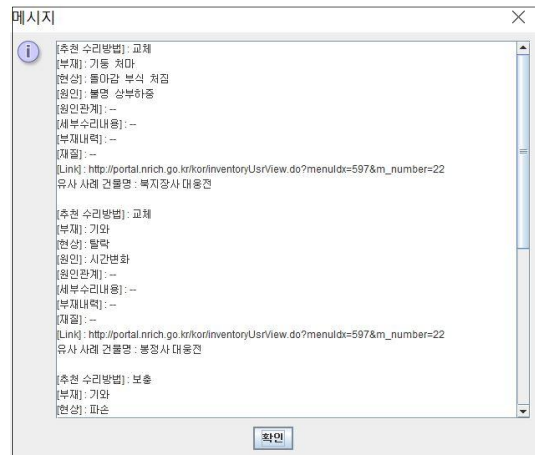 메시지
[추천 수리방법] : 교체
[부재] : 기둥 처마
[현상] : 돌아감 부식 처짐
[원인] : 불명 상부하중
[원인관계] : --
[세부수리내용] : --
[부재내력] : --
[재질] : --
[Link] : http://portal.nrich.go.kr/kor/inventoryUsrView.do?menuIdx=597&m_number=22
유사 사례 건물명 : 북지장사 대웅전
[추천 수리방법] : 교체
[부재] : 기와
[현상] : 탈락
[원인] : 시간변화
[원인관계] : --
[세부수리내용] : --
[부재내력] : --
[재질] : --
[Link] : http://portal.nrich.go.kr/kor/inventoryUsrView.do?menuIdx=597&m_number=22
유사 사례 건물명 : 봉정사 대웅전
[추천 수리방법] : 보충
[부재] : 기와
[현상] : 파손
확인